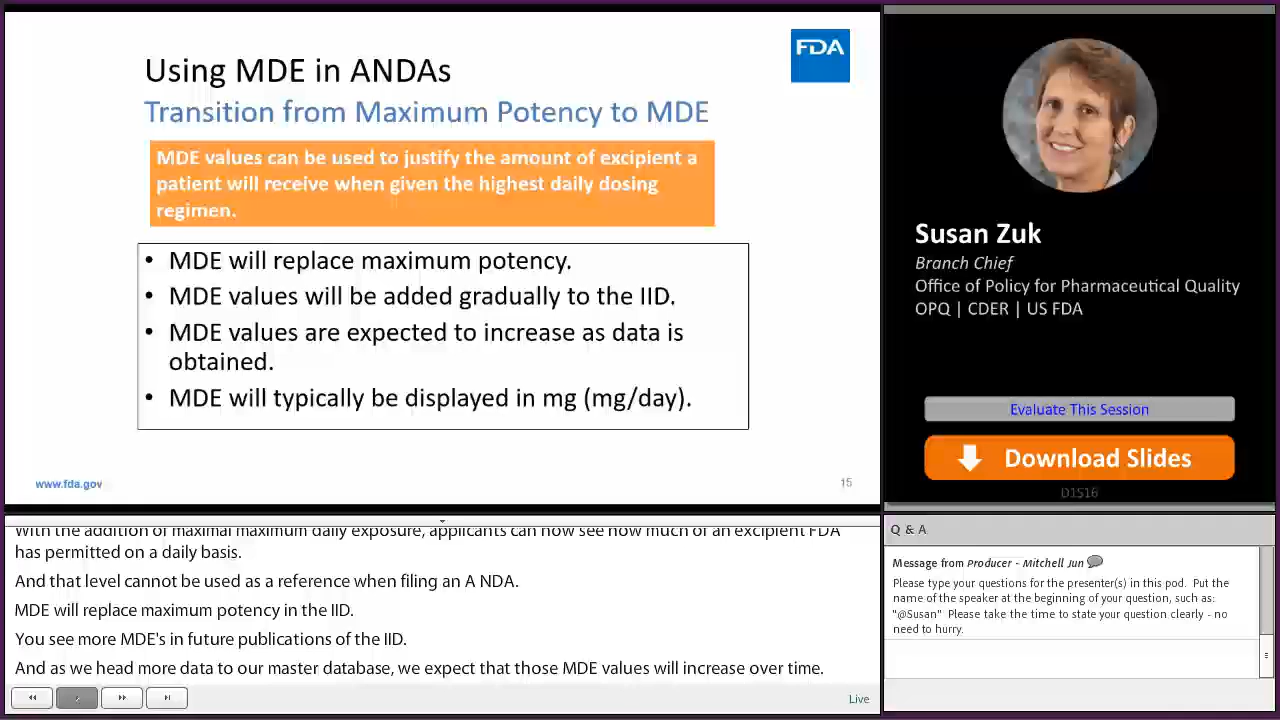 FDA
Using MDE in ANDAs
Transition from Maximum Potency to MDE
MDE values can be used to justify the amount of excipient a
patient will receive when given the highest daily dosing
regimen.
• MDE will replace maximum potency.
• MDE values will be added gradually to the IID.
• MDE values are expected to increase as data is
obtained.
• MDE will typically be displayed in mg (mg/day).
www.fda.gov
15
Susan Zuk
Branch Chief
Office of Policy for Pharmaceutical Quality
OPQ | CDER | US FDA
Evaluate This Session
Download Slides
D1S16
With the addition of maximal maximum daily exposure, applicants can now see how much of an excipient FDA
has permitted on a daily basis.
And that level cannot be used as a reference when filing an A NDA.
MDE will replace maximum potency in the IID.
You see more MDE's in future publications of the IID.
And as we head more data to our master database, we expect that those MDE values will increase over time.
Live
Q & A
Message from Producer - Mitchell Jun
Please type your questions for the presenter(s) in this pod. Put the
name of the speaker at the beginning of your question, such as:
"@Susan" Please take the time to state your question clearly - no
need to hurry.